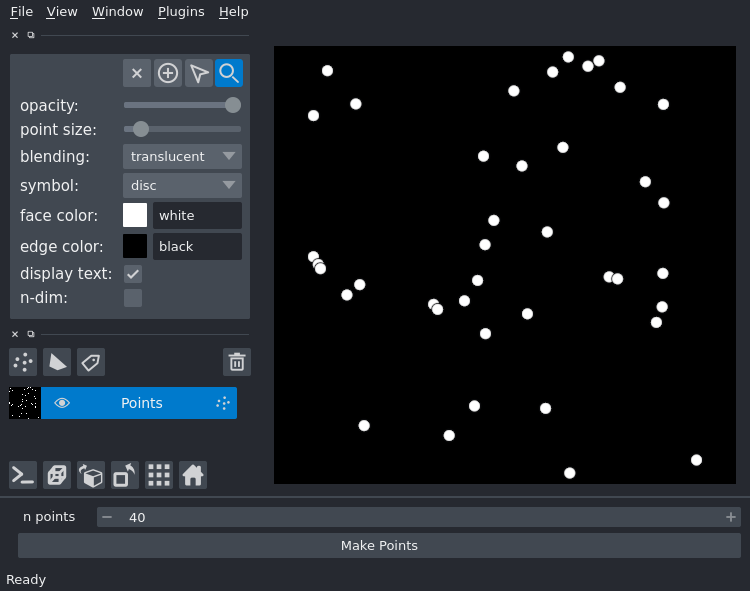 File View Window Plugins Help
opacity:
point size:
blending: translucent
symbol: disc
face color: white
edge color: black
display text:
n-dim:
Points
n points 40
Make Points
Ready